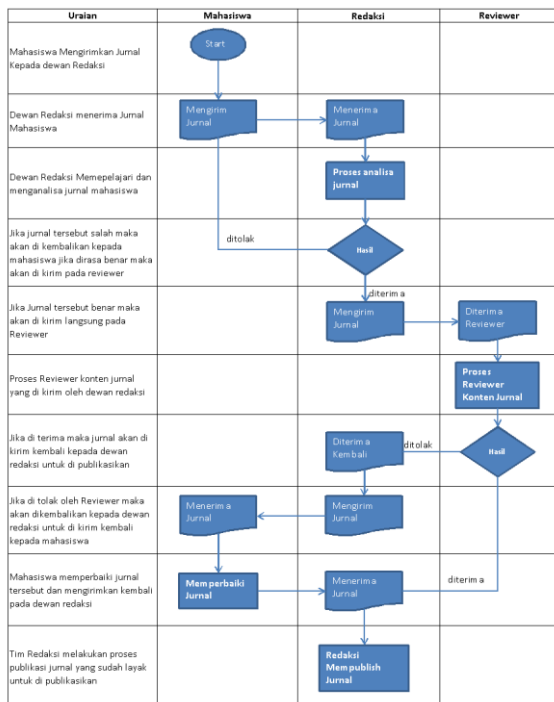 Uraian Mahasiswa Redaksi Reviewer
Mahasiswa Mengirimkan Jurnal
Kepada dewan Redaksi
Start
Dewan Redaksi menerima Jurnal
Mahasiswa
Mengirim
Jurnal
Menerima
Jurnal
Dewan Redaksi Memepelajari dan
menganalisa jurnal mahasiswa
Proses analisa
jurnal
Jika jurnal tersebut salah maka
akan di kembalikan kepada
mahasiswa jika dirasa benar maka
akan di kirim pada reviewer
ditolak
Hasil
diterima
Jika Jurnal tersebut benar maka
akan di kirim langsung pada
Reviewer
Mengirim
Jurnal
Diterima
Reviewer
Proses Reviewer konten jurnal
yang di kirim oleh dewan redaksi
Proses
Reviewer
Konten Jurnal
Jika di terima maka jurnal akan di
kirim kembali kepada dewan
redaksi untuk di publikasikan
Diterima
Kembali
ditolak
Hasil
Jika di tolak oleh Reviewer maka
akan dikembalikan kepada dewan
redaksi untuk di kirim kembali
kepada mahasiswa
Menerima
Jurnal
Mengirim
Jurnal
Mahasiswa memperbaiki jurnal
tersebut dan mengirimkan kembali
pada dewan redaksi
Memperbaiki
Jurnal
Menerima
Jurnal
diterima
Tim Redaksi melakukan proses
publikasi jurnal yang sudah layak
untuk di publikasikan
Redaksi
Mempublish
Jurnal